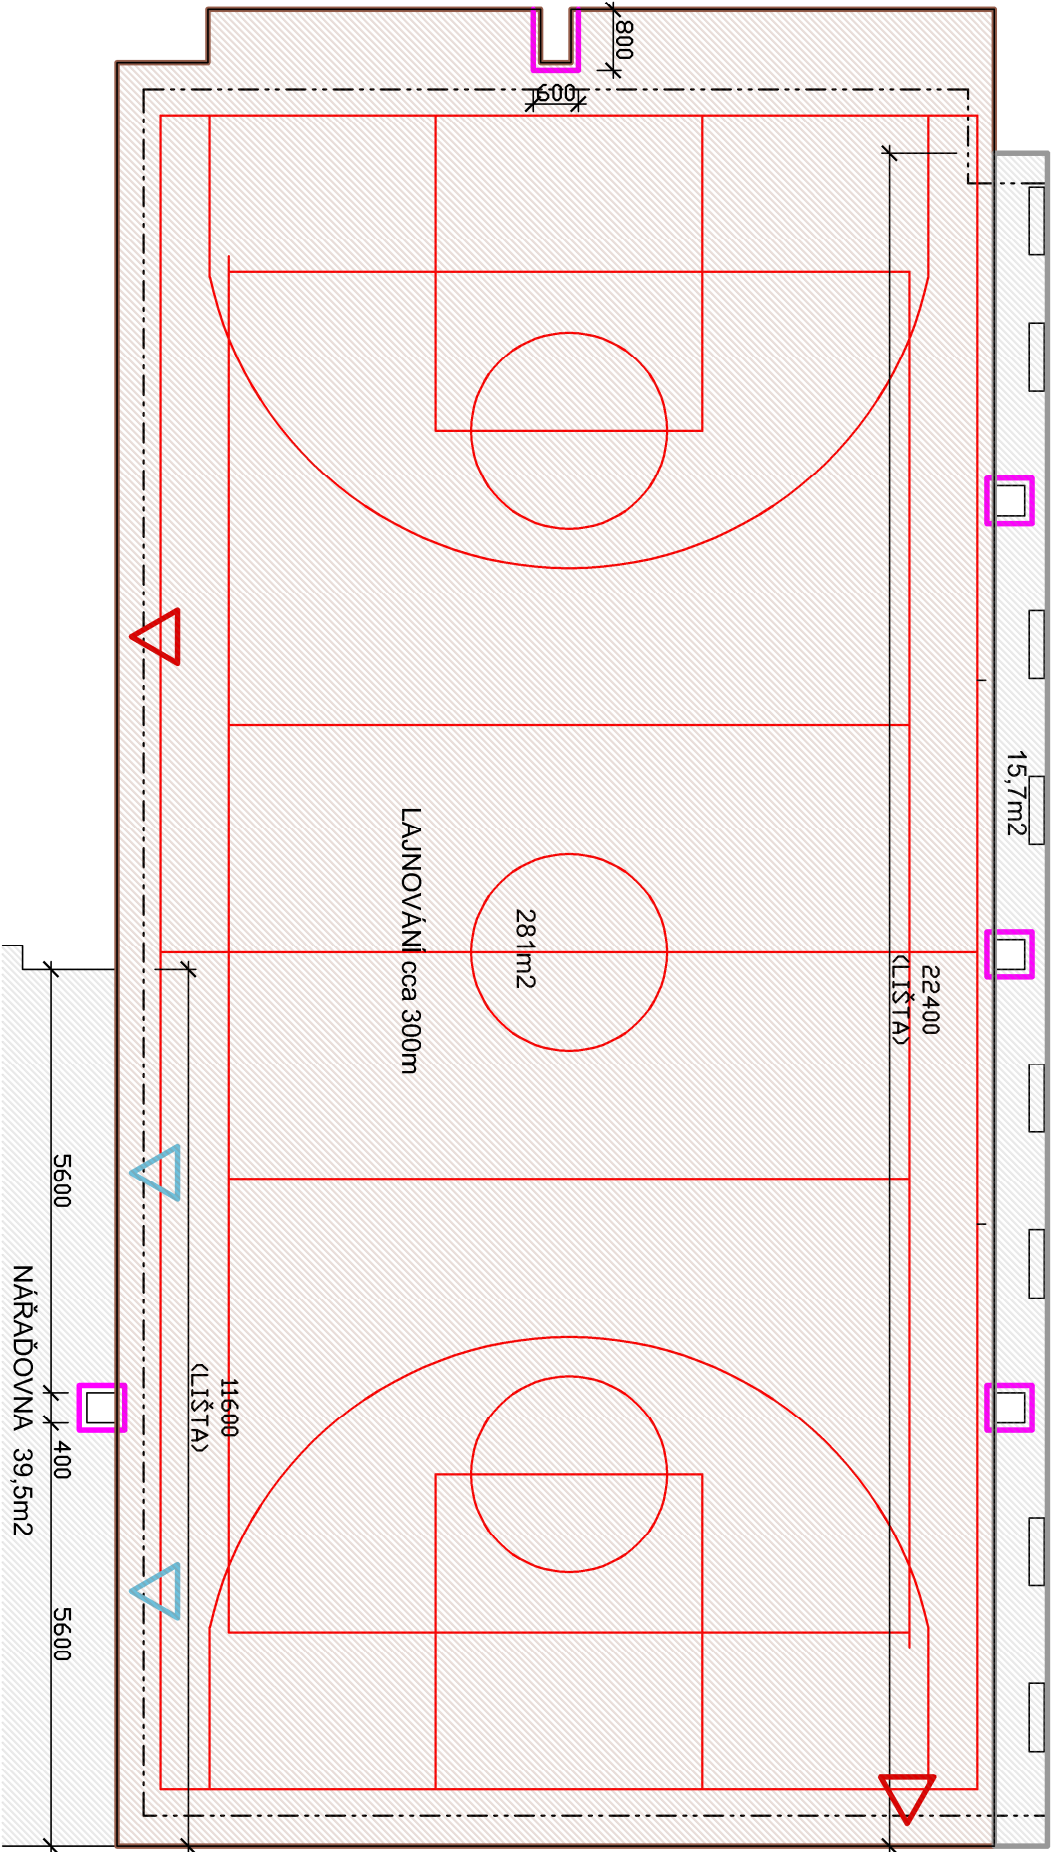 800
600
15,7m2
22400
(LIŠTA)
281m2
LAJNOVÁNÍ cca 300m
11600
(LIŠTA)
5600
400
5600
NÁŘAĎOVNA 39,5m2